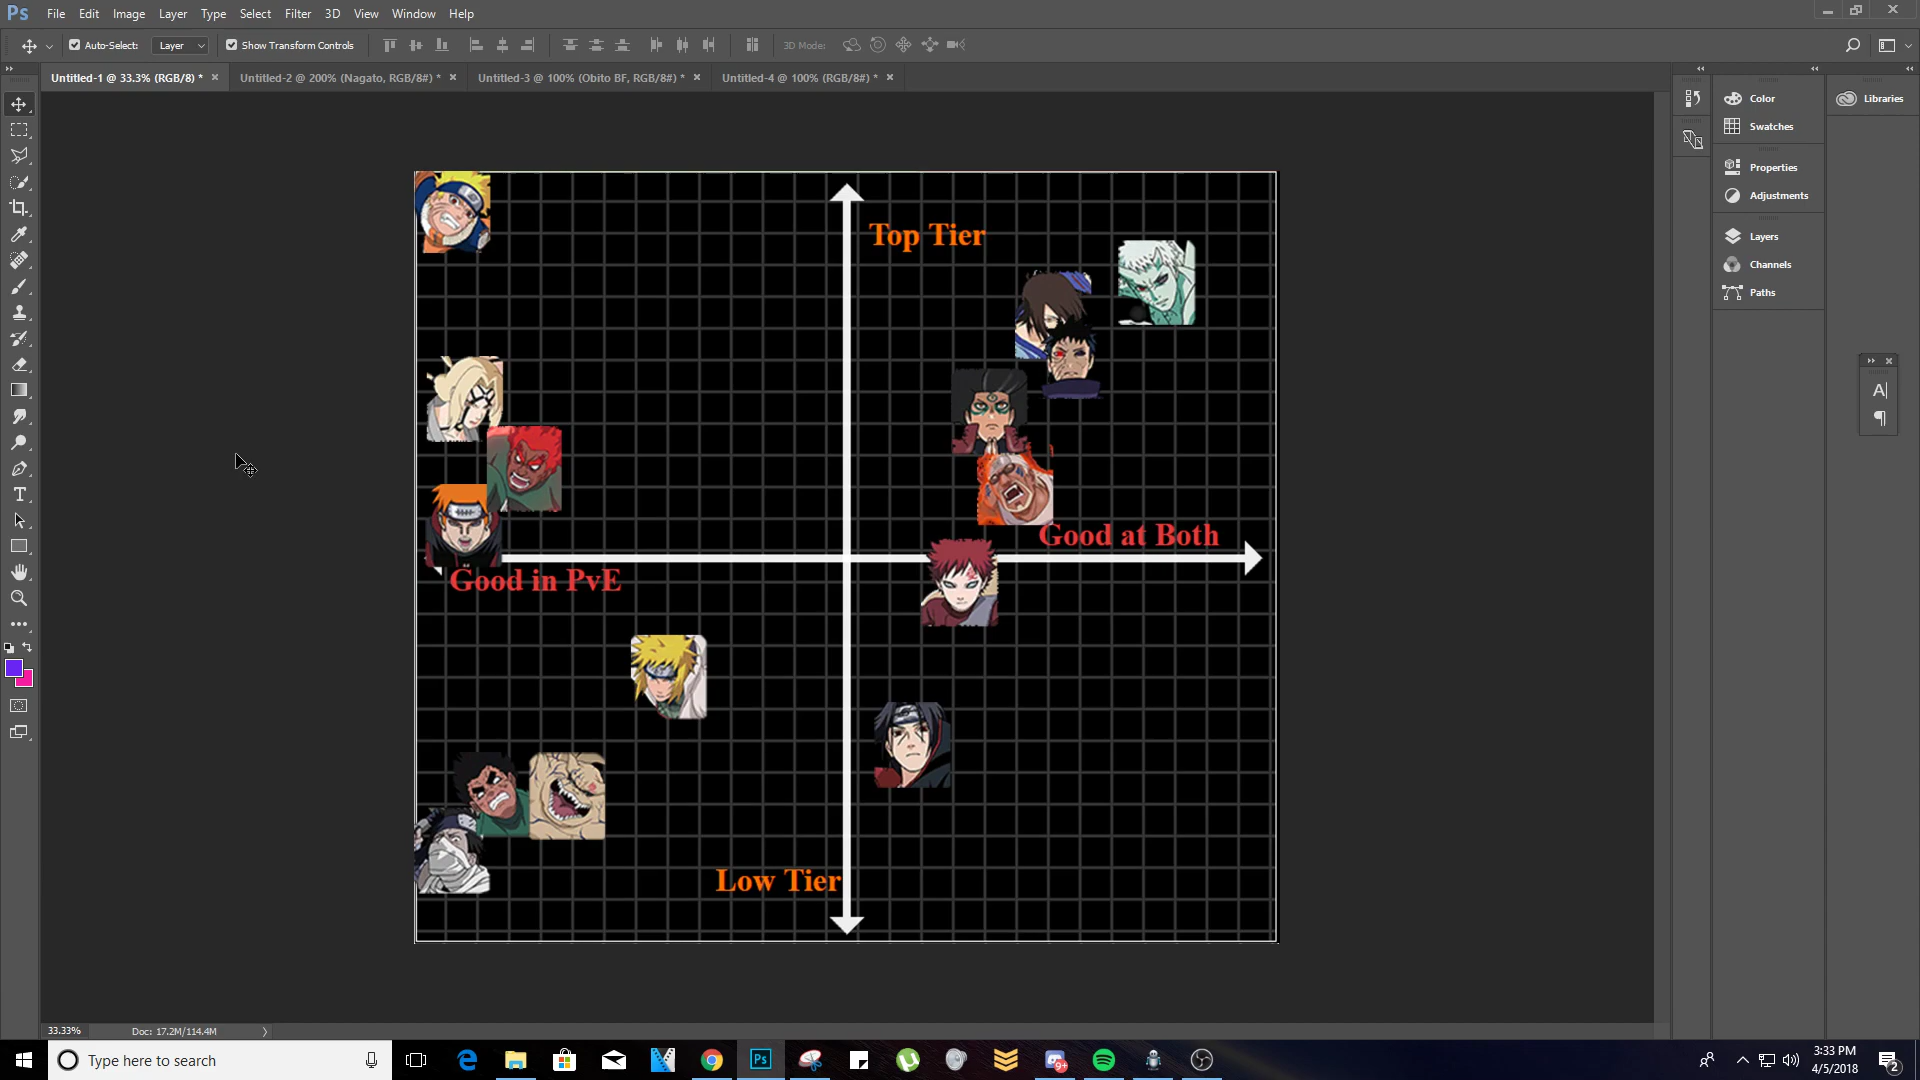 Ps File Edit Image Layer Type Select Filter 3D View Window Help
Auto-Select: Layer Show Transform Controls 3D Mode:
Untitled-1 @ 33.3% (RGB/8) * Untitled-2 @ 200% (Nagato, RGB/8#) * Untitled-3 @ 100% (Obito BF, RGB/8#) * Untitled-4 @ 100% (RGB/8#) *
Color
Libraries
Swatches
Properties
Adjustments
Layers
Channels
Paths
Top Tier
Good at Both
Good in PvE
Low Tier
33.33% Doc: 17.2M/114.4M
Type here to search
Ps
9+
3:33 PM
4/5/2018
2